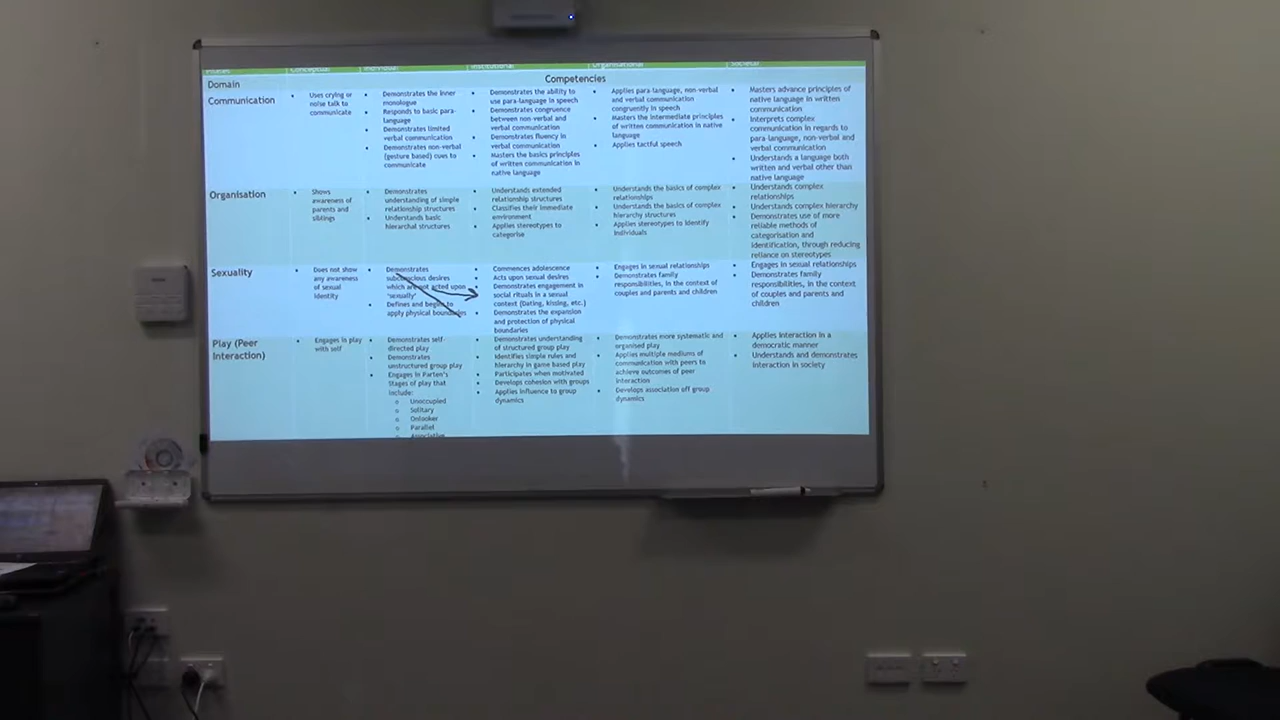 Phases Conceptual Individual Institutional Organisational Societal
Domain
Competencies
Communication
• Uses crying or
noise talk to
communicate
• Demonstrates the inner
monologue
• Responds to basic para-
language
• Demonstrates limited
verbal communication
• Demonstrates non-verbal
(gesture based) cues to
communicate
• Demonstrates the ability to
use para-language in speech
• Demonstrates congruence
between non-verbal and
verbal communication
• Demonstrates fluency in
verbal communication
• Masters the basics principles
of written communication in
native language
• Applies para-language, non-verbal
and verbal communication
congruently in speech
• Masters the intermediate principles
of written communication in native
language
• Applies tactful speech
• Masters advance principles of
native language in written
communication
• Interprets complex
communication in regards to
para-language, non-verbal and
verbal communication
• Understands a language both
written and verbal other than
native language
Organisation
• Shows
awareness of
parents and
siblings
• Demonstrates
understanding of simple
relationship structures
• Understands basic
hierarchal structures
• Understands extended
relationship structures
• Classifies their immediate
environment
• Applies stereotypes to
categorise
• Understands the basics of complex
relationships
• Understands the basics of complex
hierarchy structures
• Applies stereotypes to identify
individuals
• Understands complex
relationships
• Understands complex hierarchy
• Demonstrates use of more
reliable methods of
categorisation and
identification, through reducing
reliance on stereotypes
Sexuality
• Does not show
any awareness
of sexual
identity
• Demonstrates
subconscious desires
which are not acted upon
'sexually'
• Defines and begins to
apply physical boundaries
• Commences adolescence
• Acts upon sexual desires
• Demonstrates engagement in
social rituals in a sexual
context (Dating, kissing, etc.)
• Demonstrates the expansion
and protection of physical
boundaries
• Engages in sexual relationships
• Demonstrates family
responsibilities, in the context of
couples and parents and children
• Engages in sexual relationships
• Demonstrates family
responsibilities, in the context
of couples and parents and
children
Play (Peer
Interaction)
• Engages in play
with self
• Demonstrates self-
directed play
• Demonstrates
unstructured group play
• Engages in Parten's
stages of play that
include:
o Unoccupied
o Solitary
o Onlooker
o Parallel
o Associative
• Demonstrates understanding
of structured group play
• Identifies simple rules and
hierarchy in game based play
• Participates when motivated
• Develops cohesion with groups
• Applies influence to group
dynamics
• Demonstrates more systematic and
organised play
• Applies multiple mediums of
communication with peers to
achieve outcomes of peer
interaction
• Develops association off group
dynamics
• Applies interaction in a
democratic manner
• Understands and demonstrates
interaction in society